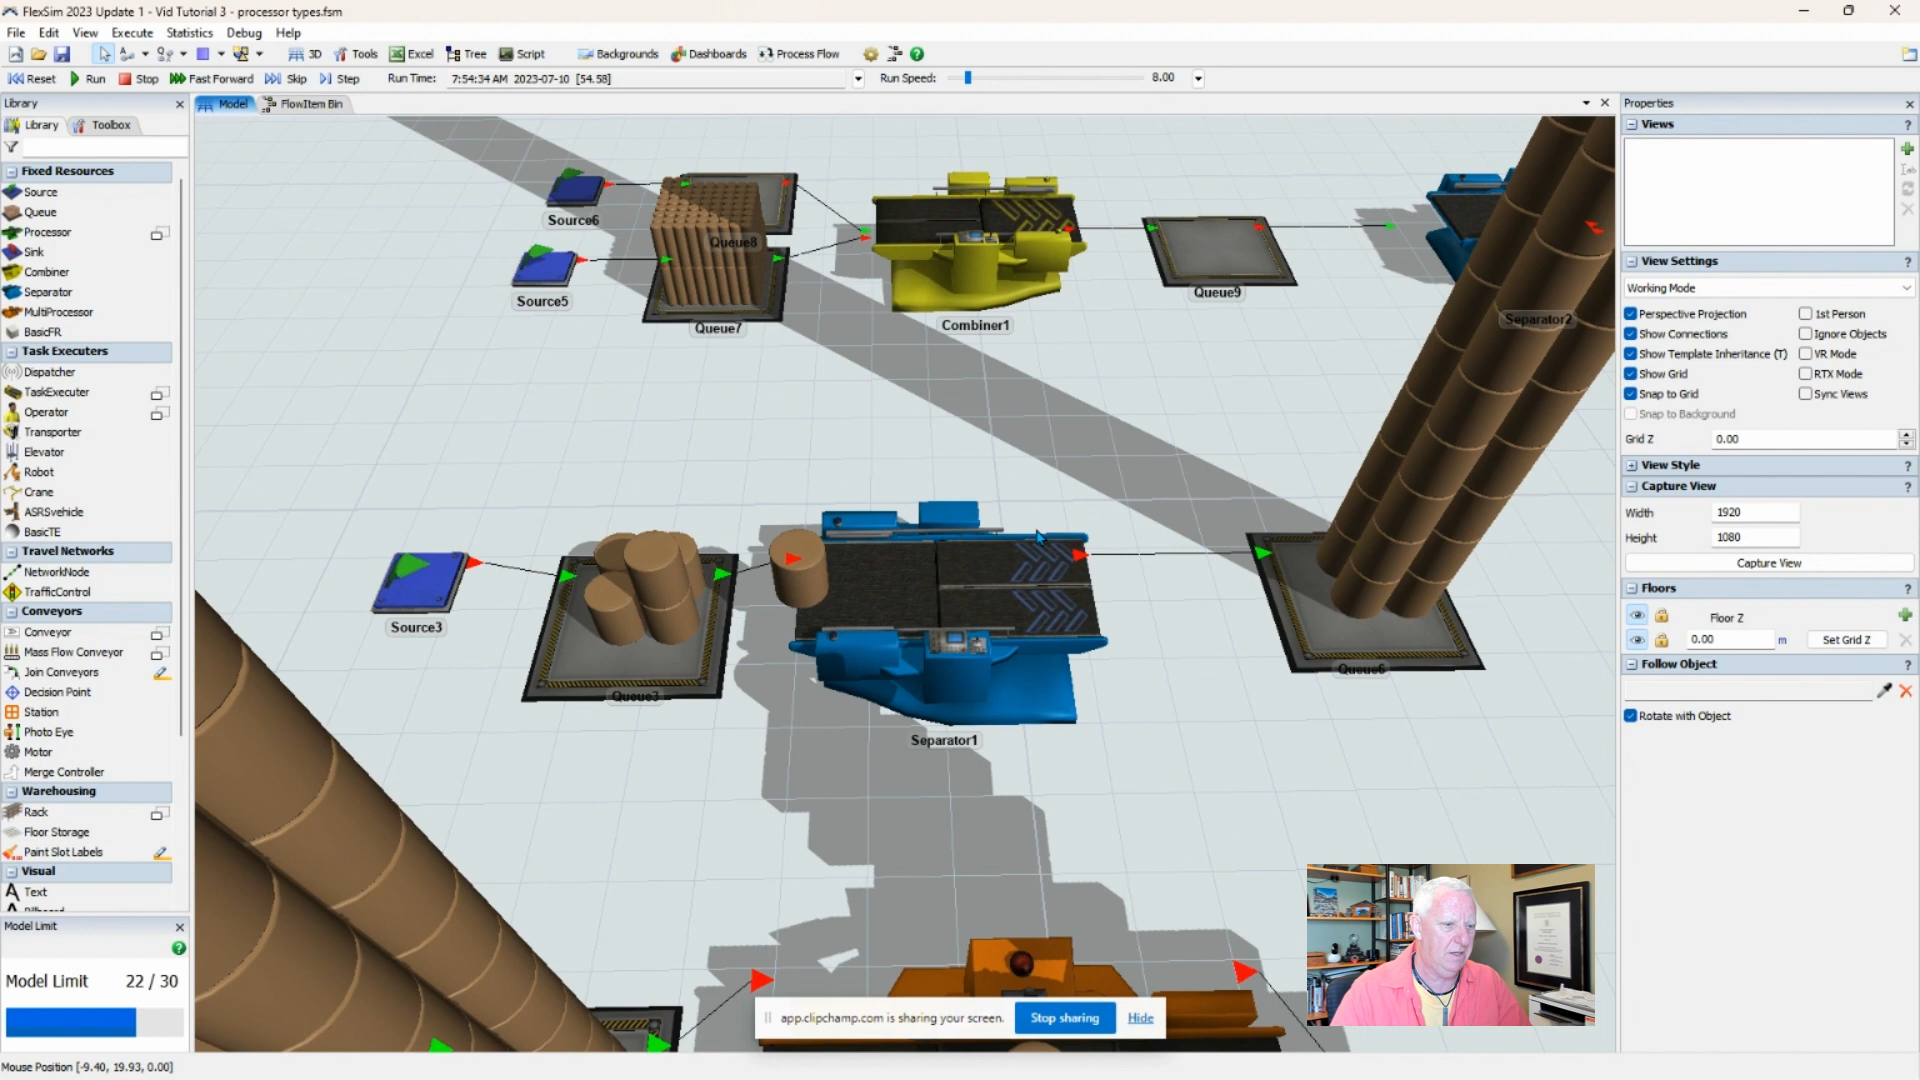 FlexSim 2023 Update 1 - Vid Tutorial 3 - processor types.fsm
File Edit View Execute Statistics Debug Help
3D Tools Excel Tree Script Backgrounds Dashboards Process Flow
Reset Run Stop Fast Forward Skip Step Run Time: 7:54:34 AM 2023-07-10 [54.58] Run Speed: 8.00
Library
Library Toolbox
Fixed Resources
Source
Queue
Processor
Sink
Combiner
Separator
MultiProcessor
BasicFR
Task Executers
Dispatcher
TaskExecuter
Operator
Transporter
Elevator
Robot
Crane
ASRSvehicle
BasicTE
Travel Networks
NetworkNode
TrafficControl
Conveyors
Conveyor
Mass Flow Conveyor
Join Conveyors
Decision Point
Station
Photo Eye
Motor
Merge Controller
Warehousing
Rack
Floor Storage
Paint Slot Labels
Visual
Text
Model Limit
Model Limit 22 / 30
Mouse Position [-9.40, 19.93, 0.00]
Model FlowItem Bin
Source6
Queue8
Source5
Queue7
Combiner1
Queue9
Separator2
Source3
Queue3
Separator1
Queue6
app.clipchamp.com is sharing your screen. Stop sharing Hide
Properties
Views
View Settings
Working Mode
Perspective Projection 1st Person
Show Connections Ignore Objects
Show Template Inheritance (T) VR Mode
Show Grid RTX Mode
Snap to Grid Sync Views
Snap to Background
Grid Z 0.00
View Style
Capture View
Width 1920
Height 1080
Capture View
Floors
Floor Z
0.00 m Set Grid Z
Follow Object
Rotate with Object